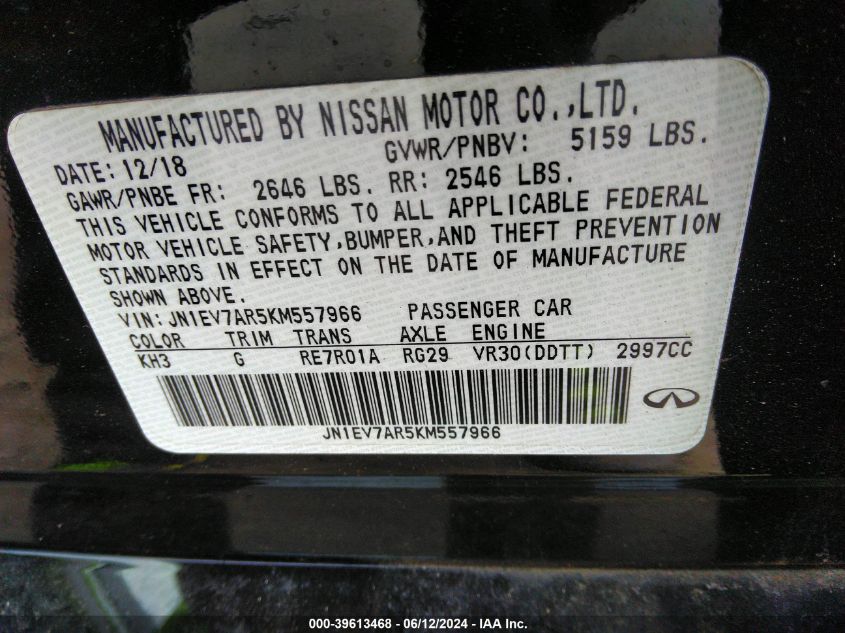 MANUFACTURED BY NISSAN MOTOR CO.,LTD.
DATE: 12/18 GVWR/PNBV: 5159 LBS.
GAWR/PNBE FR: 2646 LBS. RR: 2546 LBS.
THIS VEHICLE CONFORMS TO ALL APPLICABLE FEDERAL
MOTOR VEHICLE SAFETY,BUMPER,AND THEFT PREVENTION
STANDARDS IN EFFECT ON THE DATE OF MANUFACTURE
SHOWN ABOVE.
VIN: JN1EV7AR5KM557966 PASSENGER CAR
COLOR TRIM TRANS AXLE ENGINE
KH3 G RE7R01A RG29 VR30(DDTT) 2997CC
JN1EV7AR5KM557966
000-39613468 - 06/12/2024 - IAA Inc.